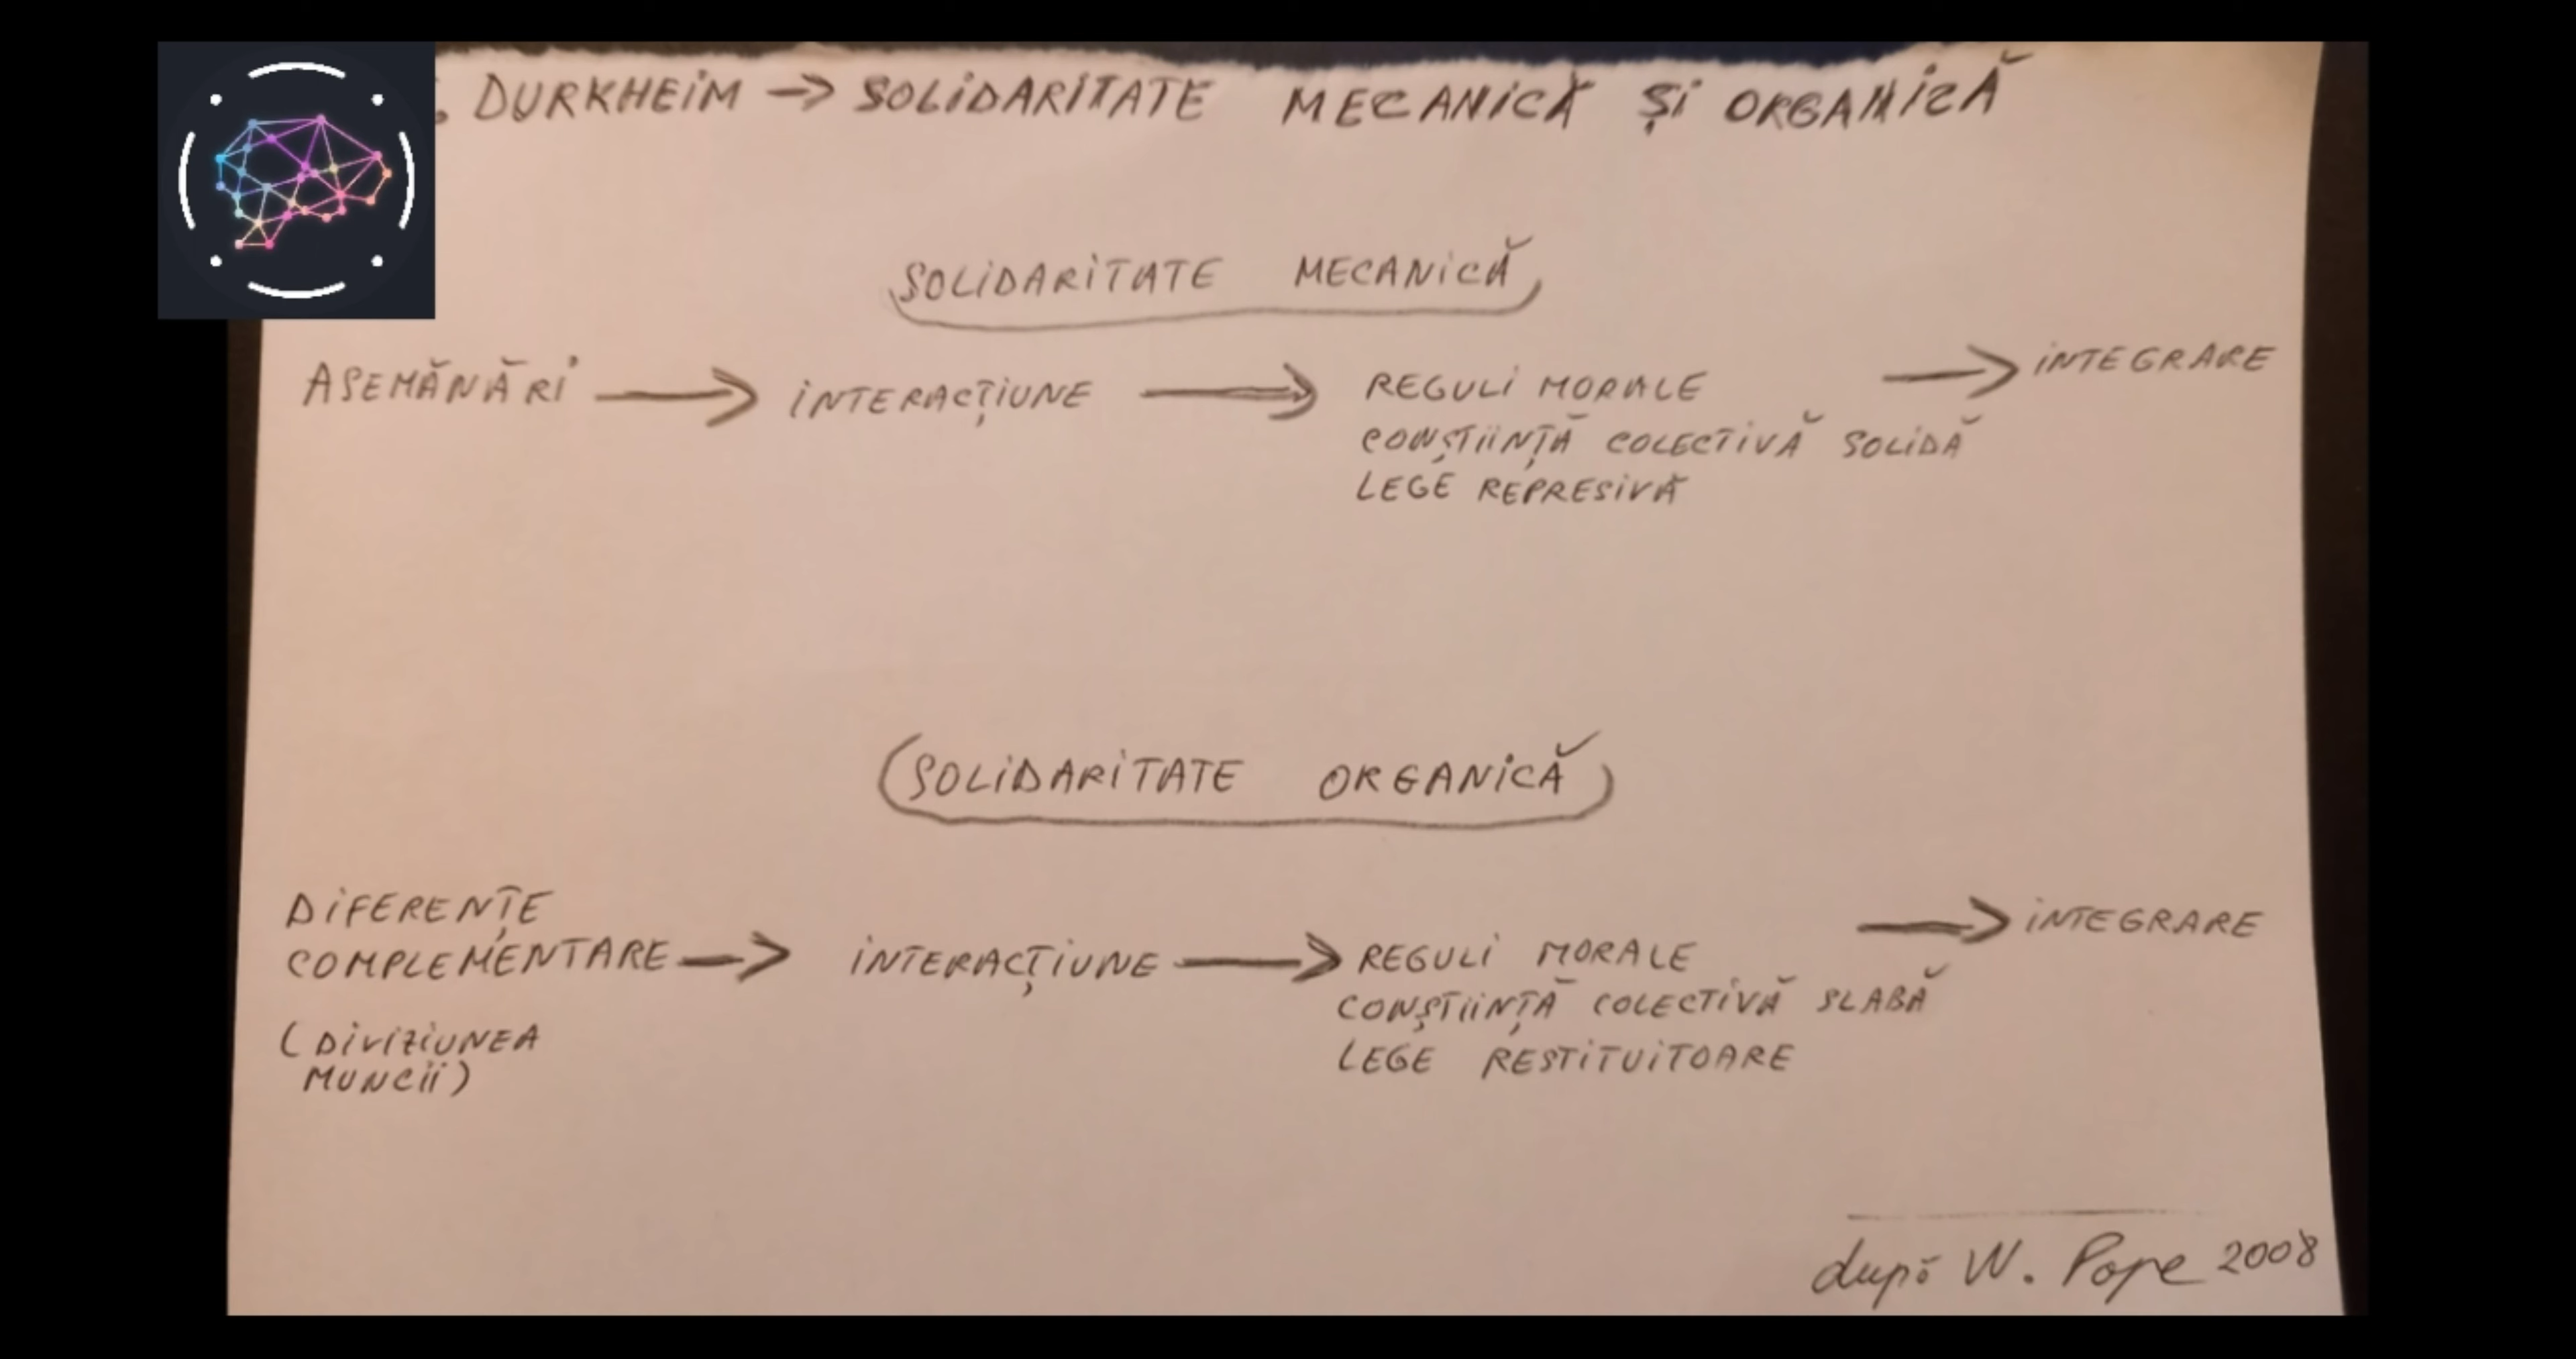 . DURKHEiM → SOLiDARiTATE MECANiCĂ ȘI ORGANiCĂ
SOLiDARiTATE MECANiCĂ
ASEMĂNĂRi → iNTERACȚiUNE → REGULi MORALE → iNTEGRARE
CONȘTiiNȚĂ COLECTiVĂ SOLiDĂ
LEGE REPRESiVĂ
(SOLiDARiTATE ORGANiCĂ)
DiFERENȚE
COMPLEMENTARE → iNTERACȚiUNE → REGULi MORALE → iNTEGRARE
CONȘTiiNȚĂ COLECTiVĂ SLABĂ
(DiViZiUNEA
MUNCii)
LEGE RESTiTUiTOARE
după W. Pope 2008